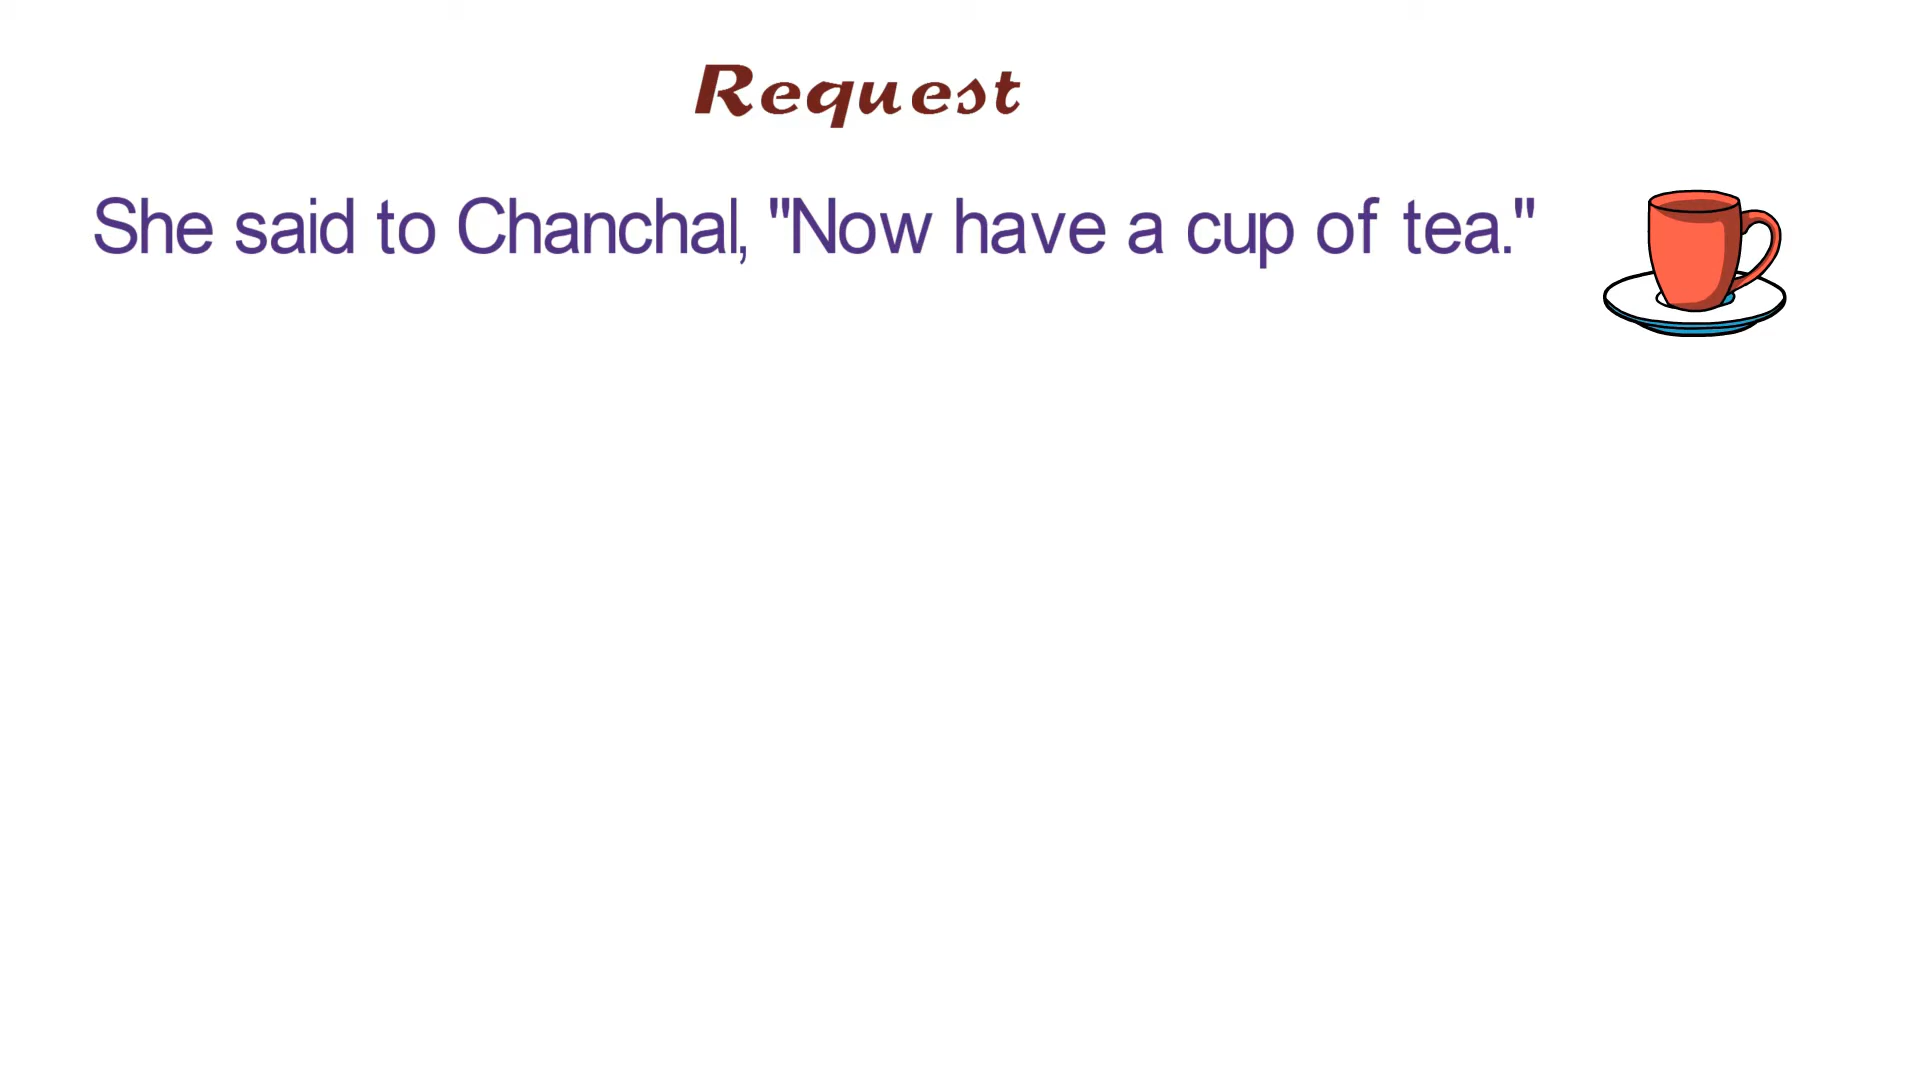 Request
She said to Chanchal, "Now have a cup of tea."